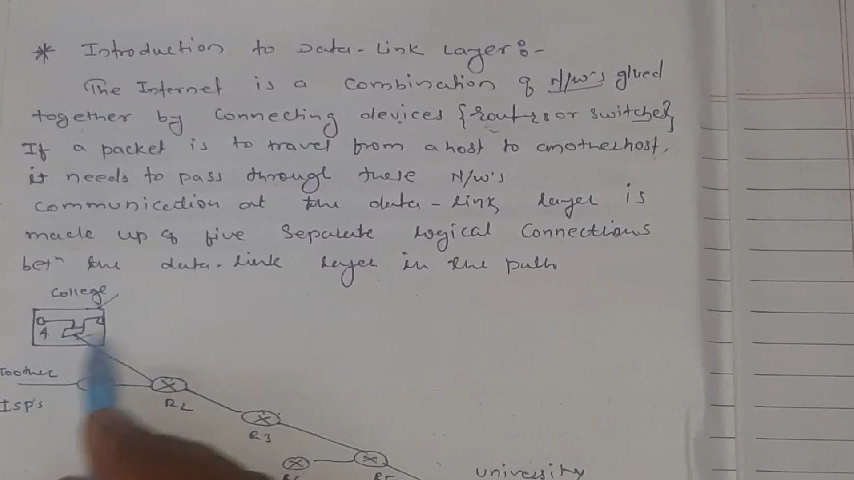 * Introduction to Data-Link Layer:-
The Internet is a combination of N/w's glued
together by connecting devices {routers or switches}
If a packet is to travel from a host to another host,
it needs to pass through these N/w's
communication at the data-link layer is
made up of five separate logical connections
betn the data-link layer in the path
college
4
To other
ISP's
R2
R3
R5
university